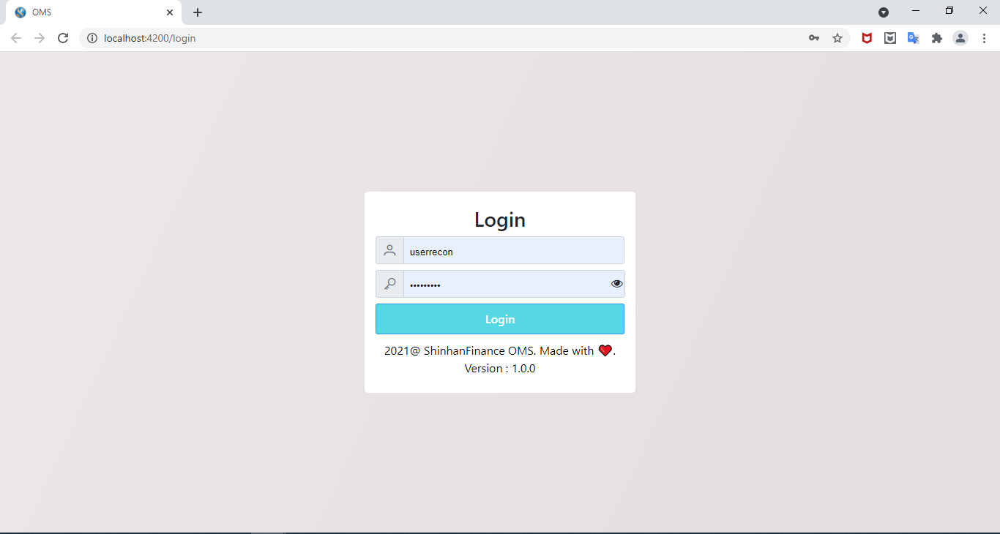 OMS
localhost:4200/login
Login
userrecon
•••••••••
Login
2021@ ShinhanFinance OMS. Made with ❤.
Version : 1.0.0